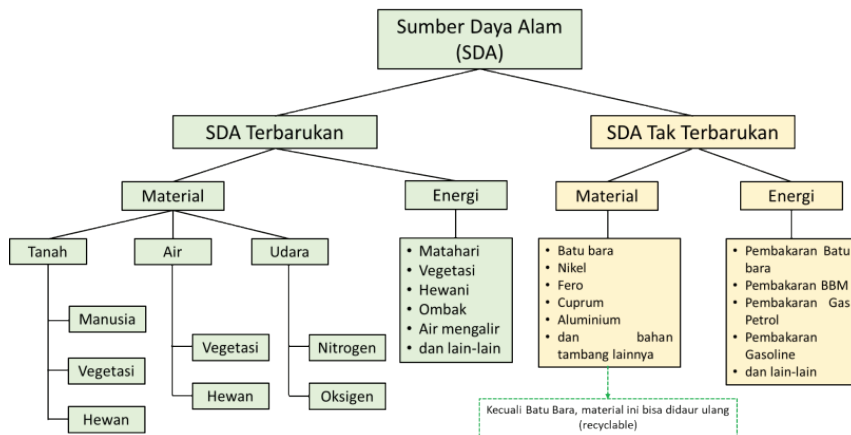 Sumber Daya Alam
(SDA)
SDA Terbarukan
SDA Tak Terbarukan
Material
Energi
Material
Energi
Tanah
Air
Udara
• Matahari
• Vegetasi
• Hewani
• Ombak
• Air mengalir
• dan lain-lain
• Batu bara
• Nikel
• Fero
• Cuprum
• Aluminium
• dan bahan
tambang lainnya
• Pembakaran Batu
bara
• Pembakaran BBM
• Pembakaran Gas
Petrol
• Pembakaran
Gasoline
• dan lain-lain
Manusia
Vegetasi
Hewan
Vegetasi
Hewan
Nitrogen
Oksigen
Kecuali Batu Bara, material ini bisa didaur ulang
(recyclable)